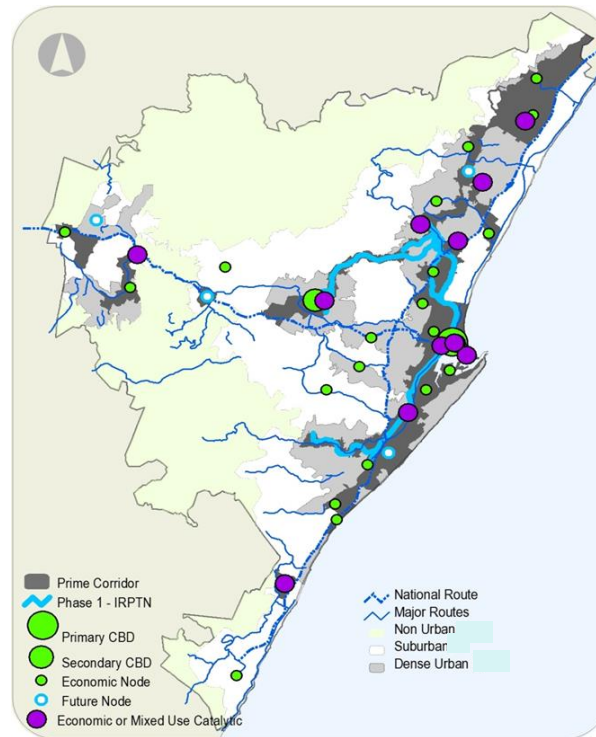 Prime Corridor
Phase 1 - IRPTN
Primary CBD
Secondary CBD
Economic Node
Future Node
Economic or Mixed Use Catalytic
National Route
Major Routes
Non Urban
Suburban
Dense Urban